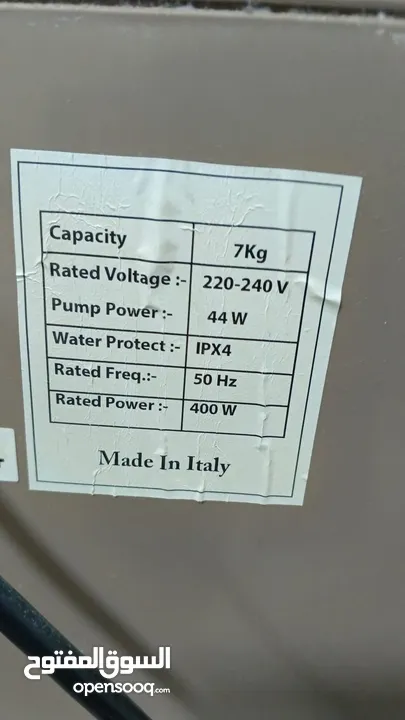 Capacity 7Kg
Rated Voltage :- 220-240 V
Pump Power :- 44 W
Water Protect :- IPX4
Rated Freq.:- 50 Hz
Rated Power :- 400 W
Made In Italy
السوق المفتوح
opensooq.com